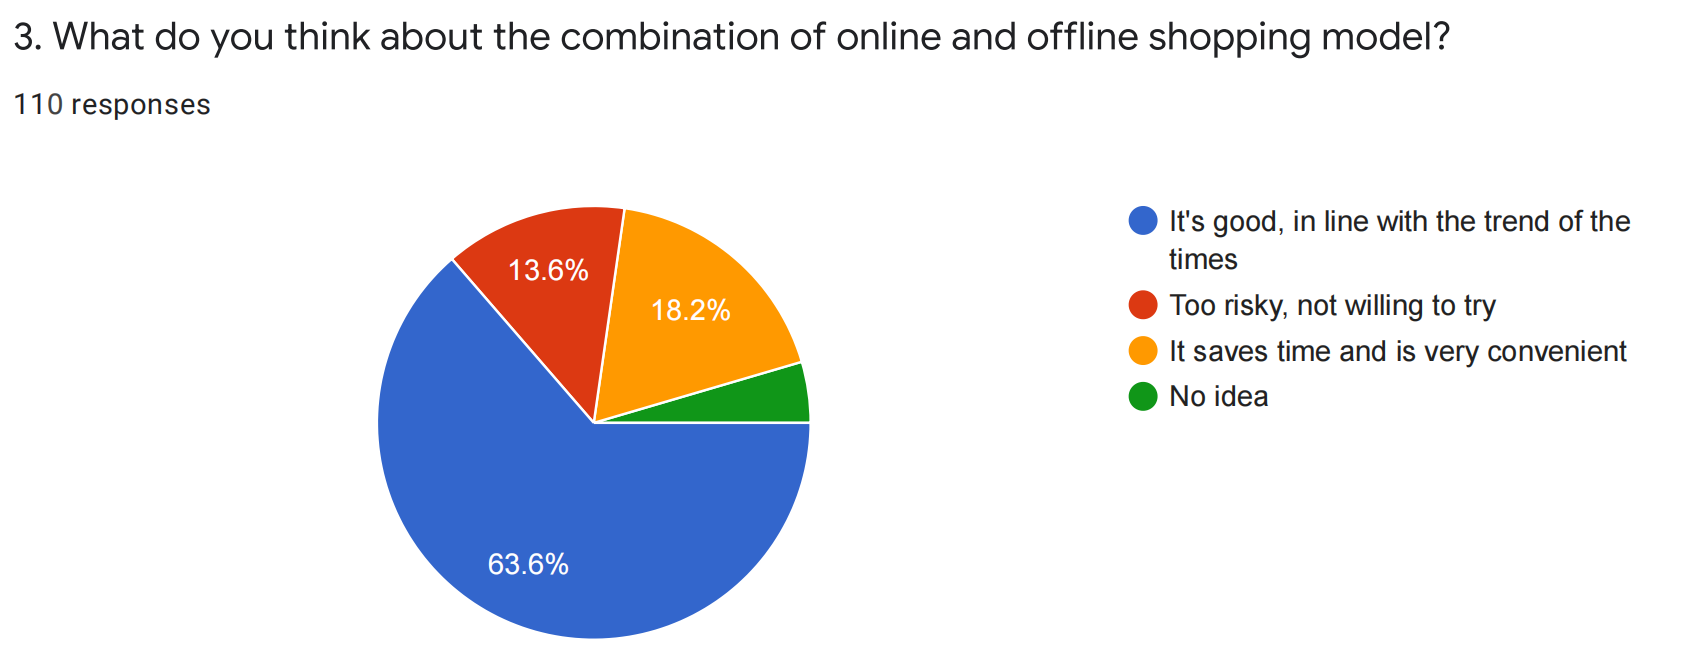 3. What do you think about the combination of online and offline shopping model?
110 responses
13.6%
18.2%
63.6%
It's good, in line with the trend of the
times
Too risky, not willing to try
It saves time and is very convenient
No idea